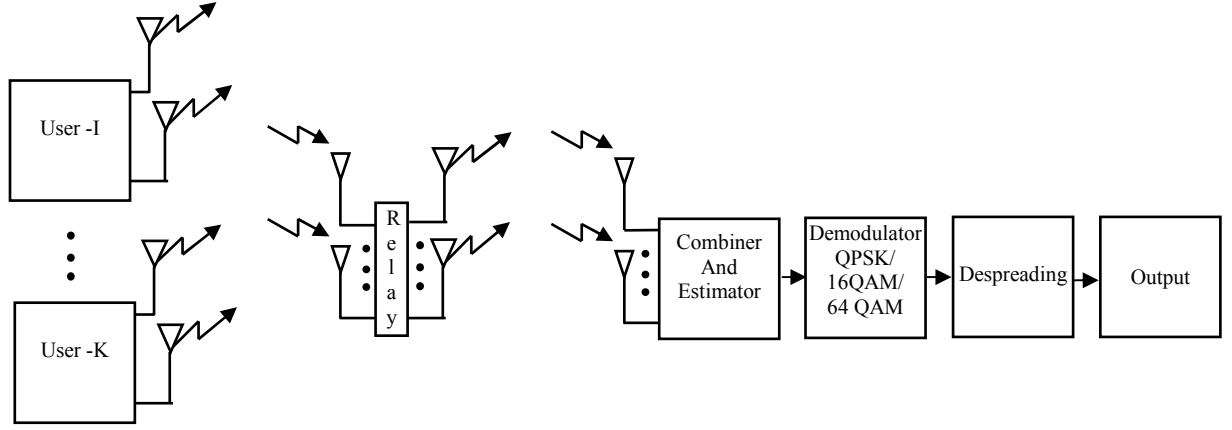 User -I
User -K
R
e
l
a
y
Combiner
And
Estimator
Demodulator
QPSK/
16QAM/
64 QAM
Despreading
Output